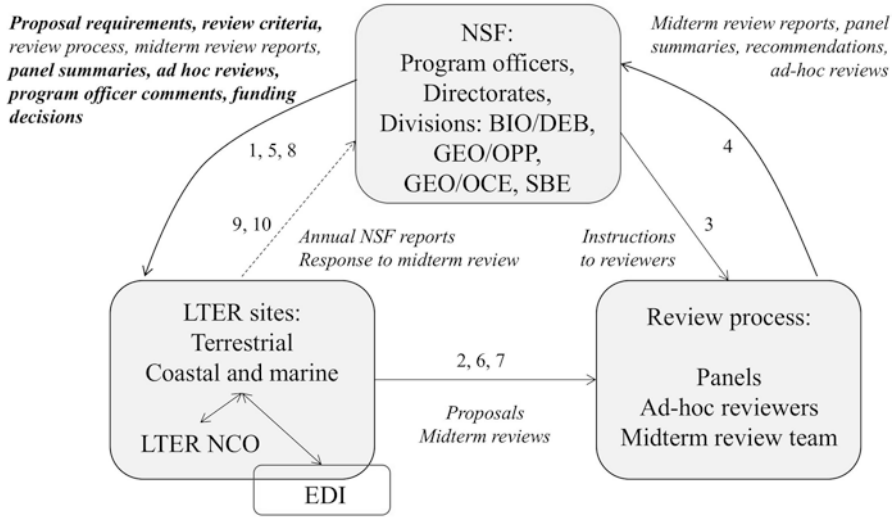 Proposal requirements, review criteria,
review process, midterm review reports,
panel summaries, ad hoc reviews,
program officer comments, funding
decisions
NSF:
Program officers,
Directorates,
Divisions: BIO/DEB,
GEO/OPP,
GEO/OCE, SBE
Midterm review reports, panel
summaries, recommendations,
ad-hoc reviews
1, 5, 8
4
9, 10
3
Annual NSF reports
Response to midterm review
Instructions
to reviewers
LTER sites:
Terrestrial
Coastal and marine
LTER NCO
EDI
2, 6, 7
Proposals
Midterm reviews
Review process:
Panels
Ad-hoc reviewers
Midterm review team